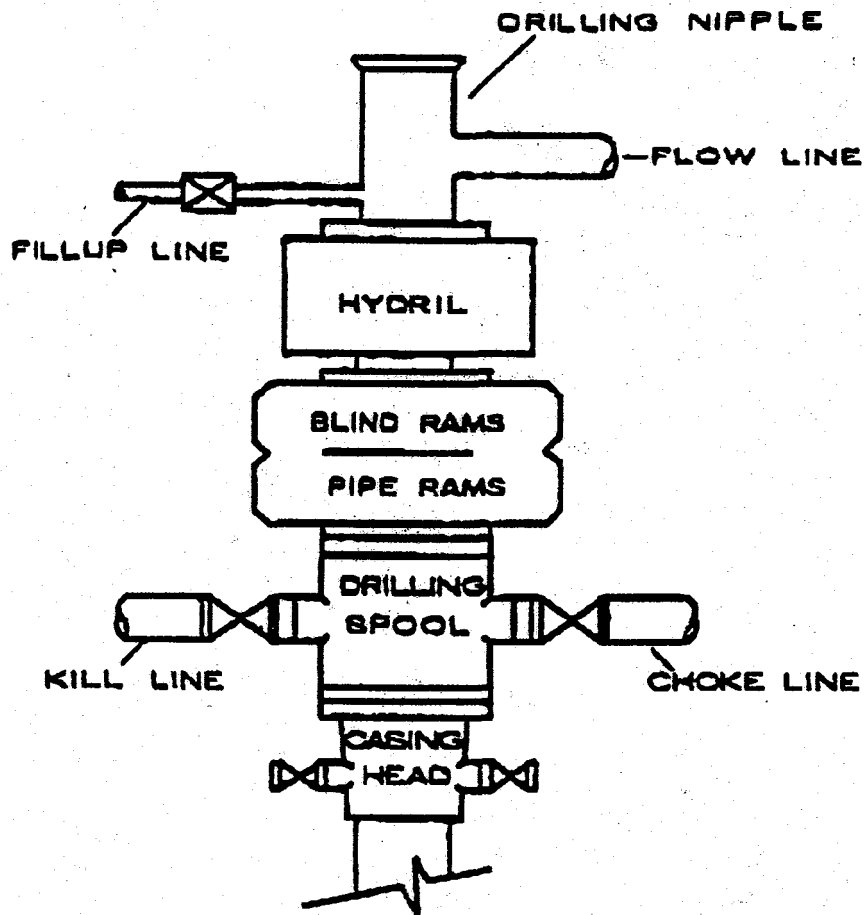 DRILLING NIPPLE
FLOW LINE
FILLUP LINE
HYDRIL
BLIND RAMS
PIPE RAMS
DRILLING
SPOOL
KILL LINE
CHOKE LINE
CASING
HEAD